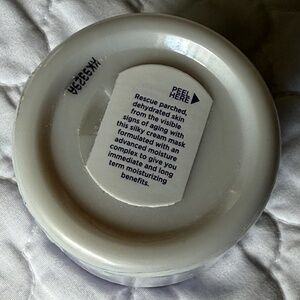 PEEL
HERE
Rescue parched,
dehydrated skin
from the visible
signs of aging with
this silky cream mask
formulated with an
advanced moisture
complex to give you
immediate and long
term moisturizing
benefits.